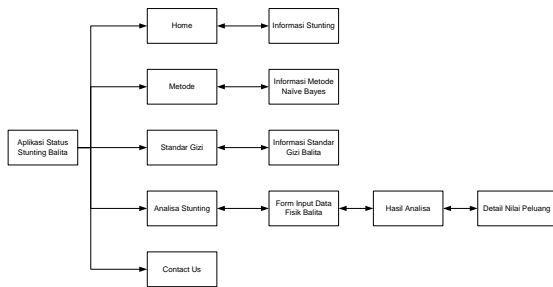 Home
Informasi Stunting
Metode
Informasi Metode
Naïve Bayes
Aplikasi Status
Stunting Balita
Standar Gizi
Informasi Standar
Gizi Balita
Analisa Stunting
Form Input Data
Fisik Balita
Hasil Analisa
Detail Nilai Peluang
Contact Us